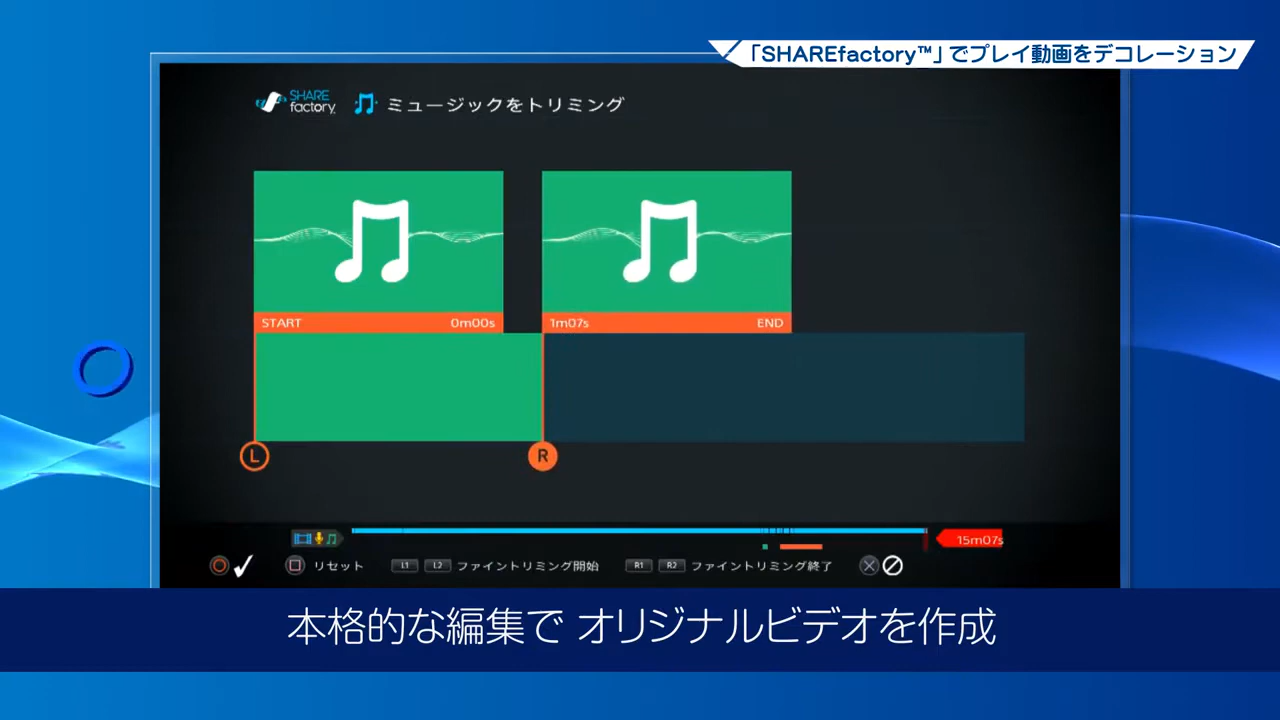 「SHAREfactory™」でプレイ動画をデコレーション
SHARE factory™ ミュージックをトリミング
START 0m00s 1m07s END
L R
15m07s
リセット L1 L2 ファイントリミング開始 R1 R2 ファイントリミング終了
本格的な編集で オリジナルビデオを作成